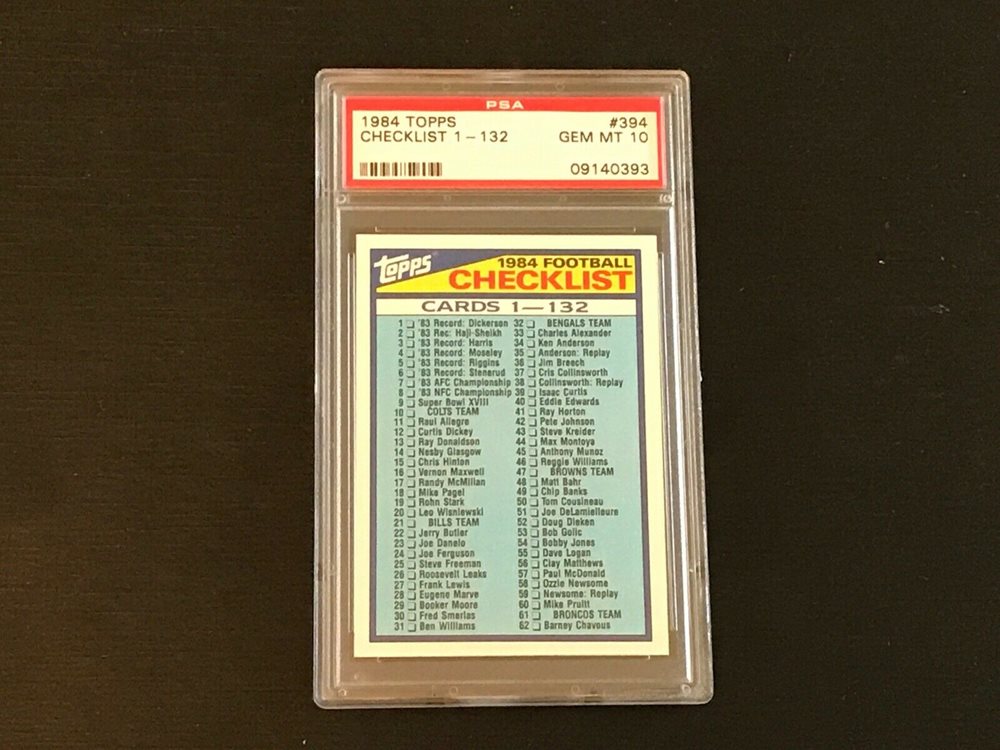 PSA
1984 TOPPS #394
CHECKLIST 1-132 GEM MT 10
09140393
Topps
1984 FOOTBALL
CHECKLIST
CARDS 1—132
1 '83 Record: Dickerson
2 '83 Rec: Haji-Sheikh
3 '83 Record: Harris
4 '83 Record: Moseley
5 '83 Record: Riggins
6 '83 Record: Stenerud
7 '83 AFC Championship
8 '83 NFC Championship
9 Super Bowl XVIII
10 COLTS TEAM
11 Raul Allegre
12 Curtis Dickey
13 Ray Donaldson
14 Nesby Glasgow
15 Chris Hinton
16 Vernon Maxwell
17 Randy McMillan
18 Mike Pagel
19 Rohn Stark
20 Leo Wisniewski
21 BILLS TEAM
22 Jerry Butler
23 Joe Danelo
24 Joe Ferguson
25 Steve Freeman
26 Roosevelt Leaks
27 Frank Lewis
28 Eugene Marve
29 Booker Moore
30 Fred Smerlas
31 Ben Williams
32 BENGALS TEAM
33 Charles Alexander
34 Ken Anderson
35 Anderson: Replay
36 Jim Breech
37 Cris Collinsworth
38 Collinsworth: Replay
39 Isaac Curtis
40 Eddie Edwards
41 Ray Horton
42 Pete Johnson
43 Steve Kreider
44 Max Montoya
45 Anthony Munoz
46 Reggie Williams
47 BROWNS TEAM
48 Matt Bahr
49 Chip Banks
50 Tom Cousineau
51 Joe DeLamielleure
52 Doug Dieken
53 Bob Golic
54 Bobby Jones
55 Dave Logan
56 Clay Matthews
57 Paul McDonald
58 Ozzie Newsome
59 Newsome: Replay
60 Mike Pruitt
61 BRONCOS TEAM
62 Barney Chavous